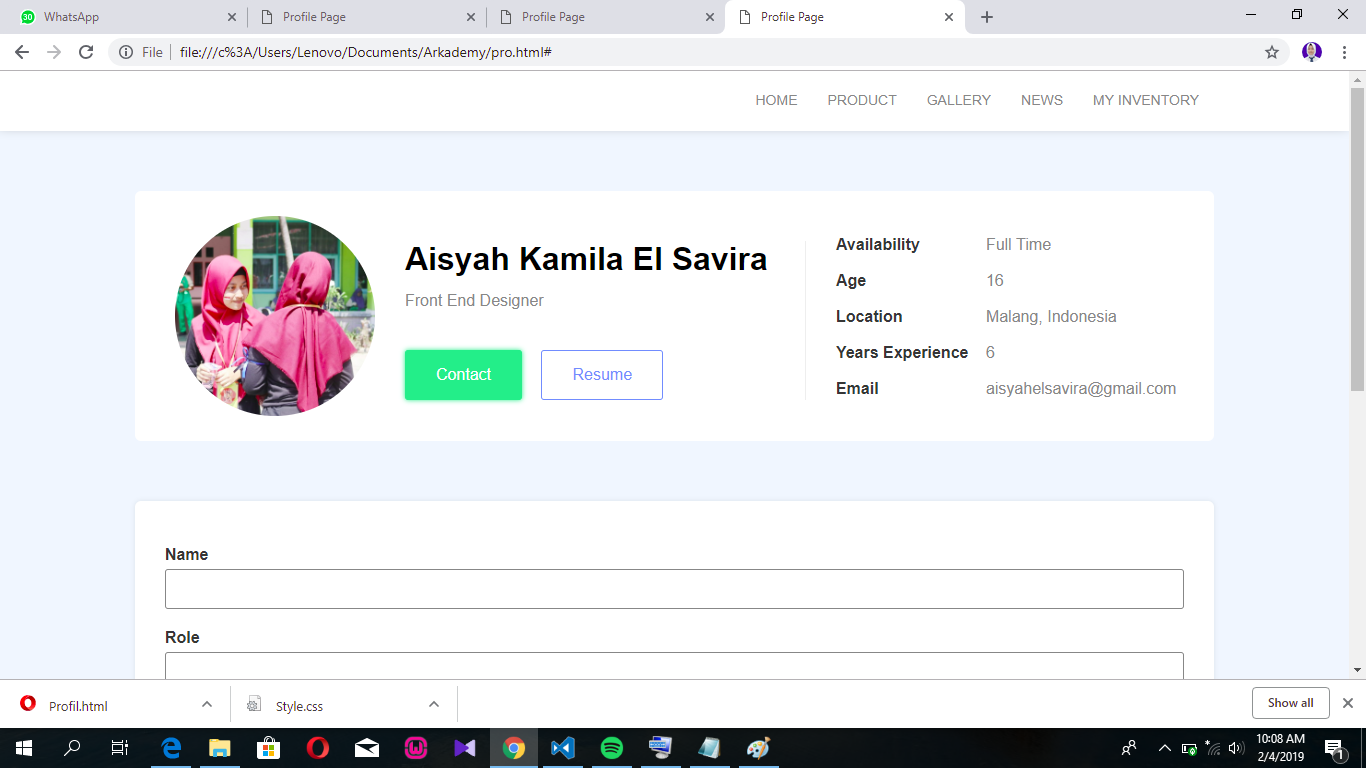 30 WhatsApp
Profile Page
Profile Page
Profile Page
File file:///c%3A/Users/Lenovo/Documents/Arkademy/pro.html#
HOME PRODUCT GALLERY NEWS MY INVENTORY
Aisyah Kamila El Savira
Front End Designer
Contact Resume
Availability Full Time
Age 16
Location Malang, Indonesia
Years Experience 6
Email aisyahelsavira@gmail.com
Name
Role
Profil.html
Style.css
Show all
10:08 AM
2/4/2019
1